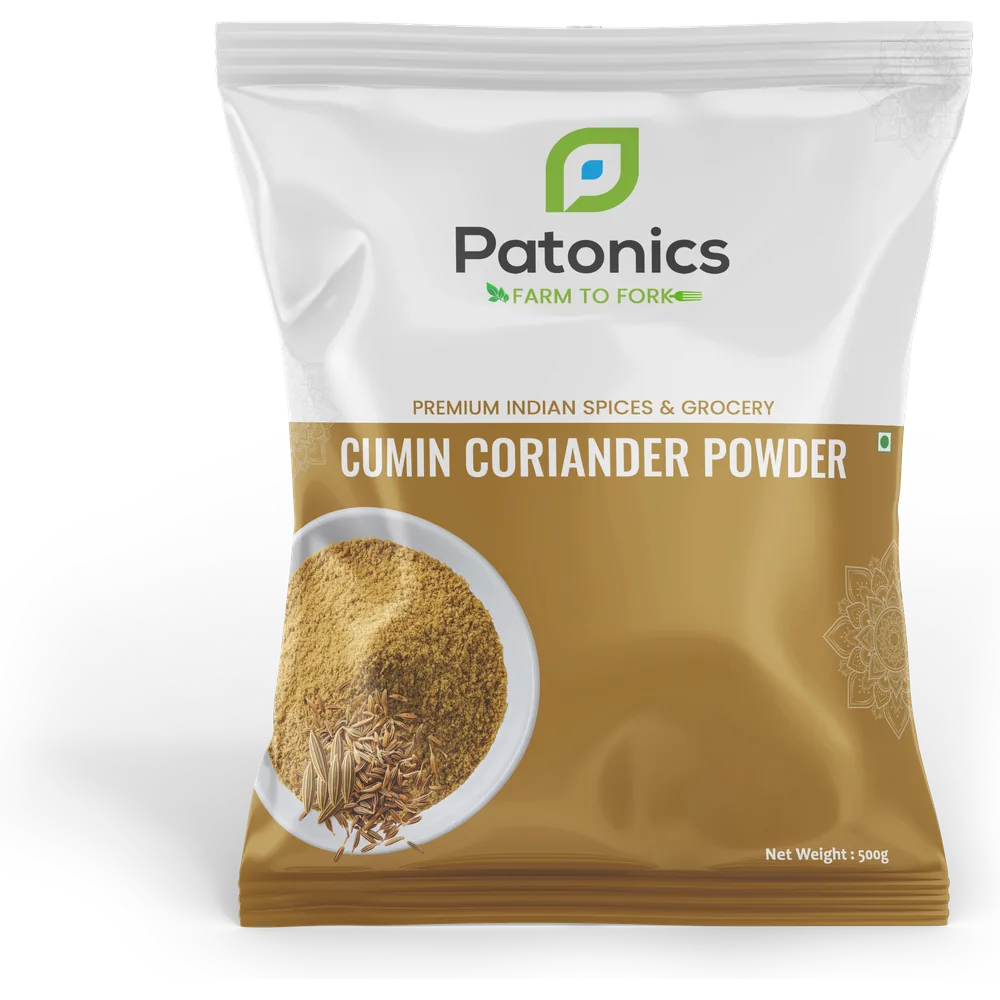 Patonics
FARM TO FORK
PREMIUM INDIAN SPICES & GROCERY
CUMIN CORIANDER POWDER
Net Weight : 500g